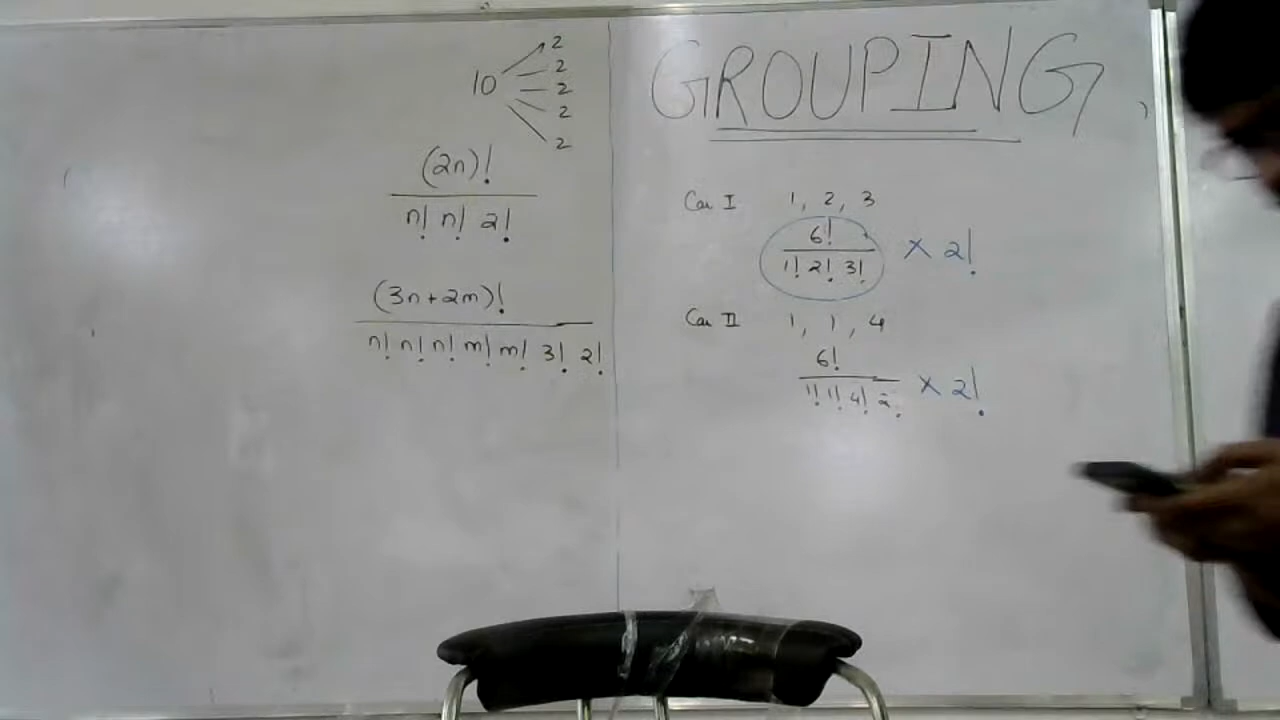 10
2
2
2
2
2
(2n)!
n! n! 2!
(3n+2m)!
n! n! n! m! m! 3! 2!
GROUPING
Case I 1, 2, 3
6!
1! 2! 3!
× 2!
Case II 1, 1, 4
6!
1! 1! 4! 2!
× 2!